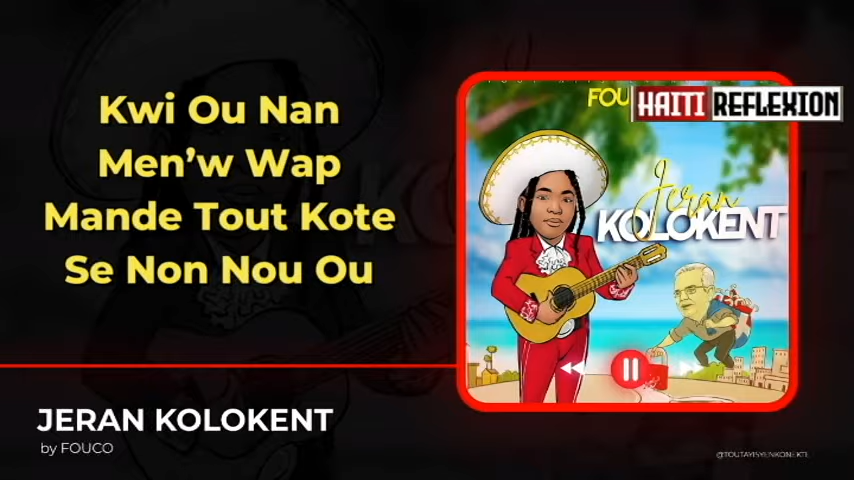 Kwi Ou Nan
Men’w Wap
Mande Tout Kote
Se Non Nou Ou
FOU
HAITI REFLEXION
Jeran
KOLOKENT
JERAN KOLOKENT
by FOUCO
@TOUTAYISYENKONEKTE